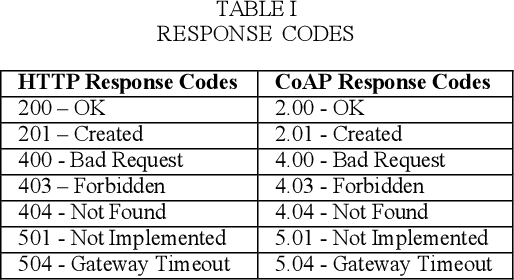 TABLE I
RESPONSE CODES
HTTP Response Codes CoAP Response Codes
200 – OK 2.00 - OK
201 – Created 2.01 - Created
400 - Bad Request 4.00 - Bad Request
403 – Forbidden 4.03 - Forbidden
404 - Not Found 4.04 - Not Found
501 - Not Implemented 5.01 - Not Implemented
504 - Gateway Timeout 5.04 - Gateway Timeout